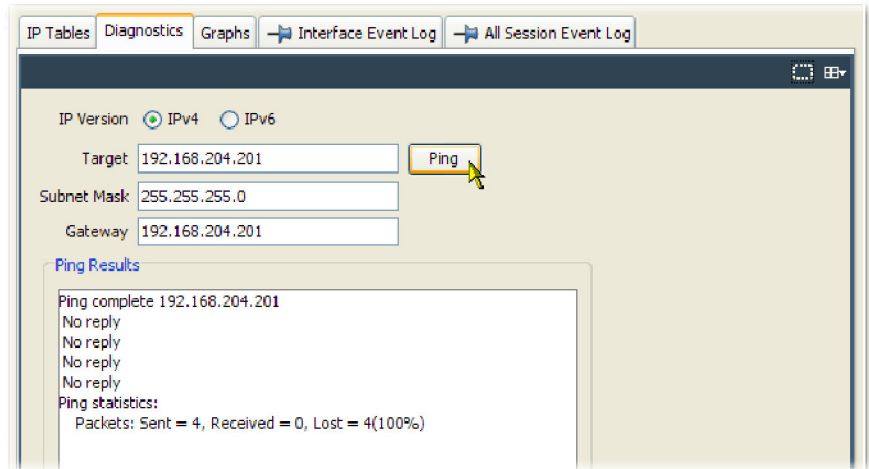 IP Tables Diagnostics Graphs Interface Event Log All Session Event Log
IP Version IPv4 IPv6
Target 192.168.204.201 Ping
Subnet Mask 255.255.255.0
Gateway 192.168.204.201
Ping Results
Ping complete 192.168.204.201
No reply
No reply
No reply
No reply
Ping statistics:
Packets: Sent = 4, Received = 0, Lost = 4(100%)